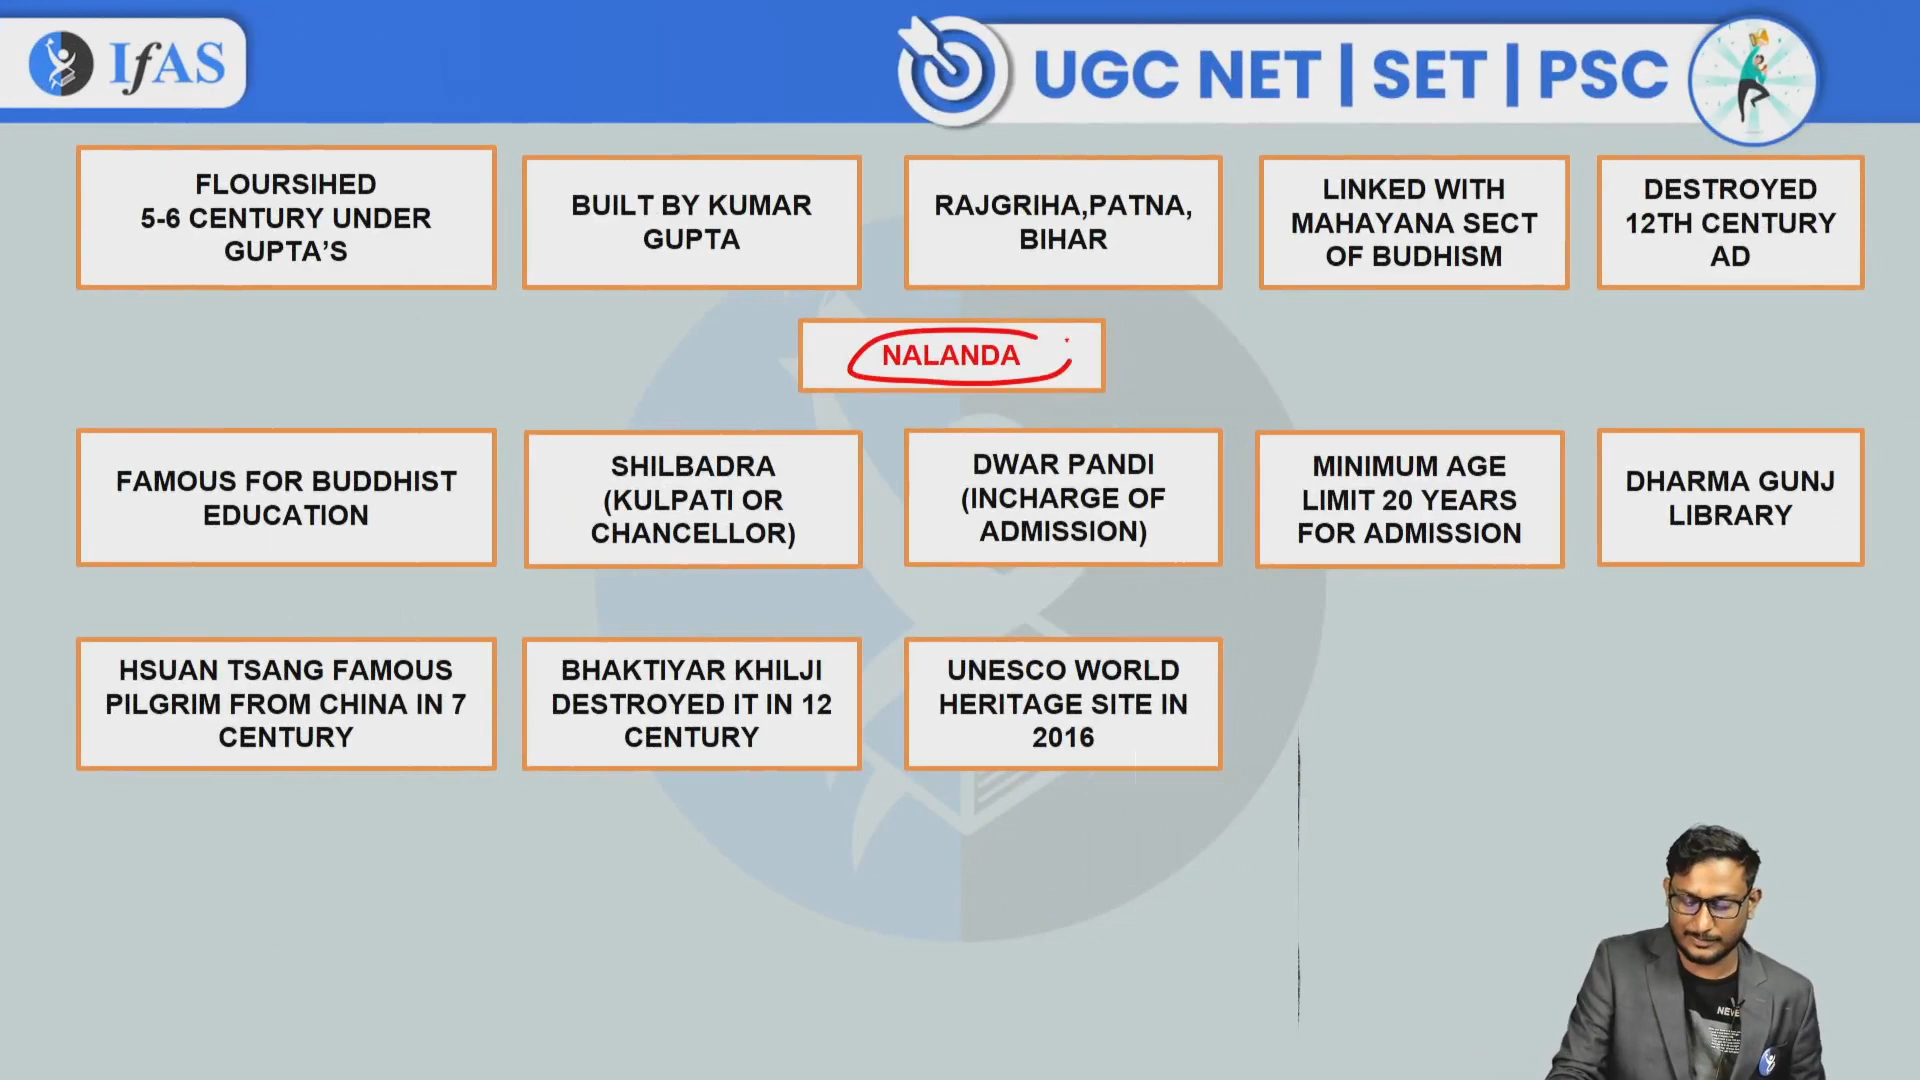 IfAS
UGC NET | SET | PSC
FLOURSIHED
5-6 CENTURY UNDER
GUPTA’S
BUILT BY KUMAR
GUPTA
RAJGRIHA,PATNA,
BIHAR
LINKED WITH
MAHAYANA SECT
OF BUDHISM
DESTROYED
12TH CENTURY
AD
NALANDA
FAMOUS FOR BUDDHIST
EDUCATION
SHILBADRA
(KULPATI OR
CHANCELLOR)
DWAR PANDI
(INCHARGE OF
ADMISSION)
MINIMUM AGE
LIMIT 20 YEARS
FOR ADMISSION
DHARMA GUNJ
LIBRARY
HSUAN TSANG FAMOUS
PILGRIM FROM CHINA IN 7
CENTURY
BHAKTIYAR KHILJI
DESTROYED IT IN 12
CENTURY
UNESCO WORLD
HERITAGE SITE IN
2016